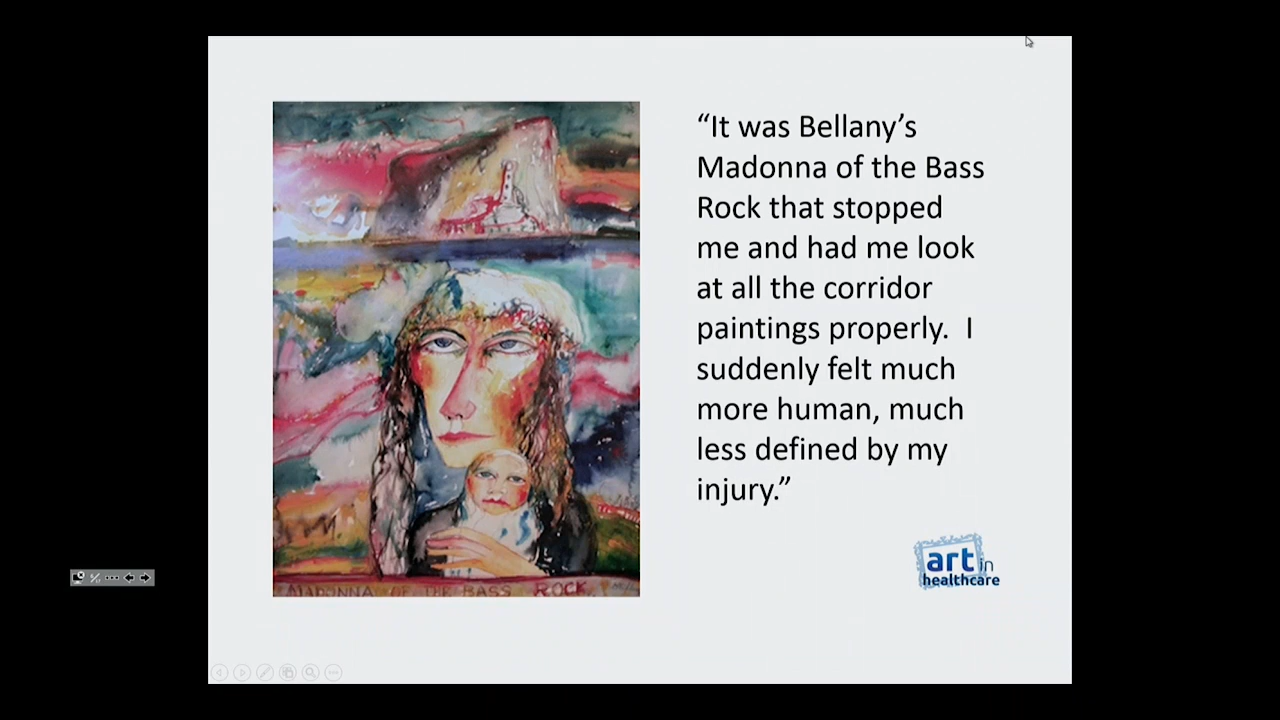 “It was Bellany’s
Madonna of the Bass
Rock that stopped
me and had me look
at all the corridor
paintings properly.  I
suddenly felt much
more human, much
less defined by my
injury.”
MADONNA OF THE BASS ROCK
art in
healthcare